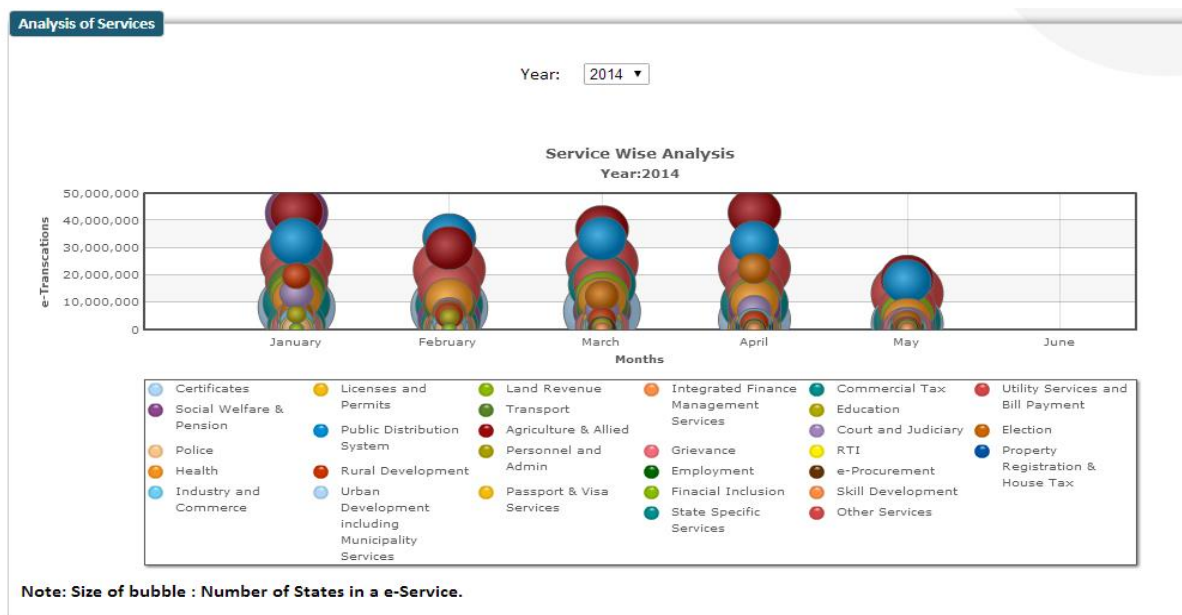 Analysis of Services
Year: 2014
Service Wise Analysis
Year:2014
e-Transcations
50,000,000
40,000,000
30,000,000
20,000,000
10,000,000
0
January February March April May June
Months
Certificates
Social Welfare &
Pension
Police
Health
Industry and
Commerce
Licenses and
Permits
Public Distribution
System
Rural Development
Urban
Development
including
Municipality
Services
Land Revenue
Transport
Agriculture & Allied
Personnel and
Admin
Passport & Visa
Services
Integrated Finance
Management
Services
Grievance
Employment
Finacial Inclusion
State Specific
Services
Commercial Tax
Education
Court and Judiciary
RTI
e-Procurement
Skill Development
Other Services
Utility Services and
Bill Payment
Election
Property
Registration &
House Tax
Note: Size of bubble : Number of States in a e-Service.